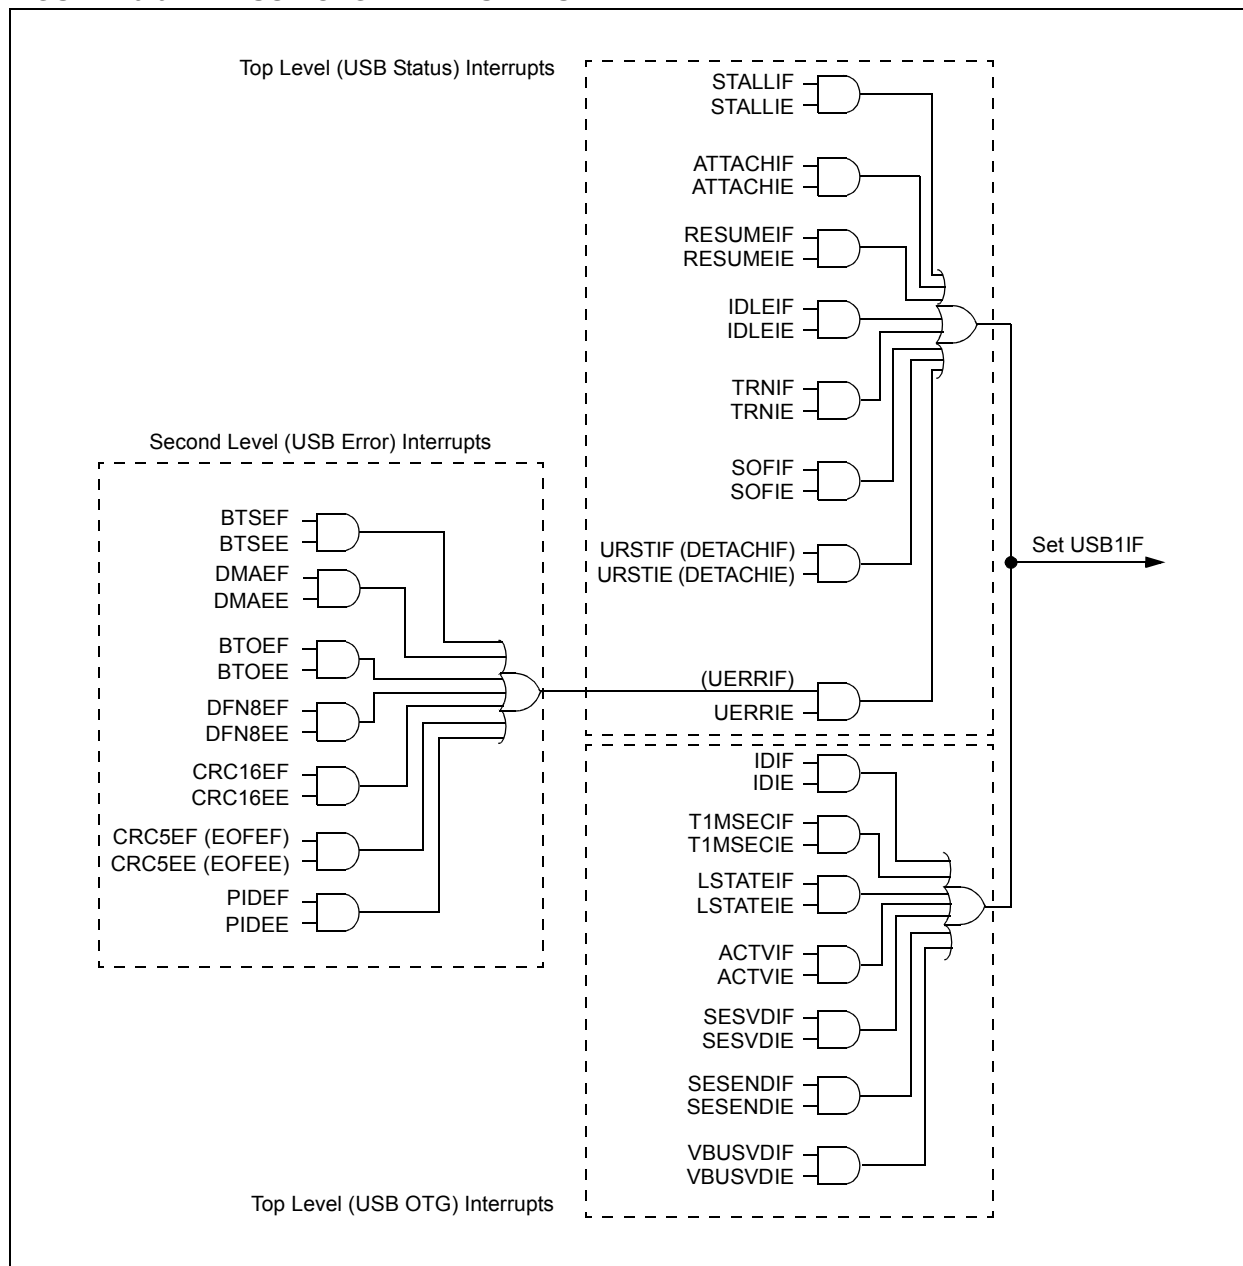 Top Level (USB Status) Interrupts
STALLIF
STALLIE
ATTACHIF
ATTACHIE
RESUMEIF
RESUMEIE
IDLEIF
IDLEIE
TRNIF
TRNIE
SOFIF
SOFIE
URSTIF (DETACHIF)
URSTIE (DETACHIE)
(UERRIF)
UERRIE
Second Level (USB Error) Interrupts
BTSEF
BTSEE
DMAEF
DMAEE
BTOEF
BTOEE
DFN8EF
DFN8EE
CRC16EF
CRC16EE
CRC5EF (EOFEF)
CRC5EE (EOFEE)
PIDEF
PIDEE
Set USB1IF
IDIF
IDIE
T1MSECIF
T1MSECIE
LSTATEIF
LSTATEIE
ACTVIF
ACTVIE
SESVDIF
SESVDIE
SESENDIF
SESENDIE
VBUSVDIF
VBUSVDIE
Top Level (USB OTG) Interrupts